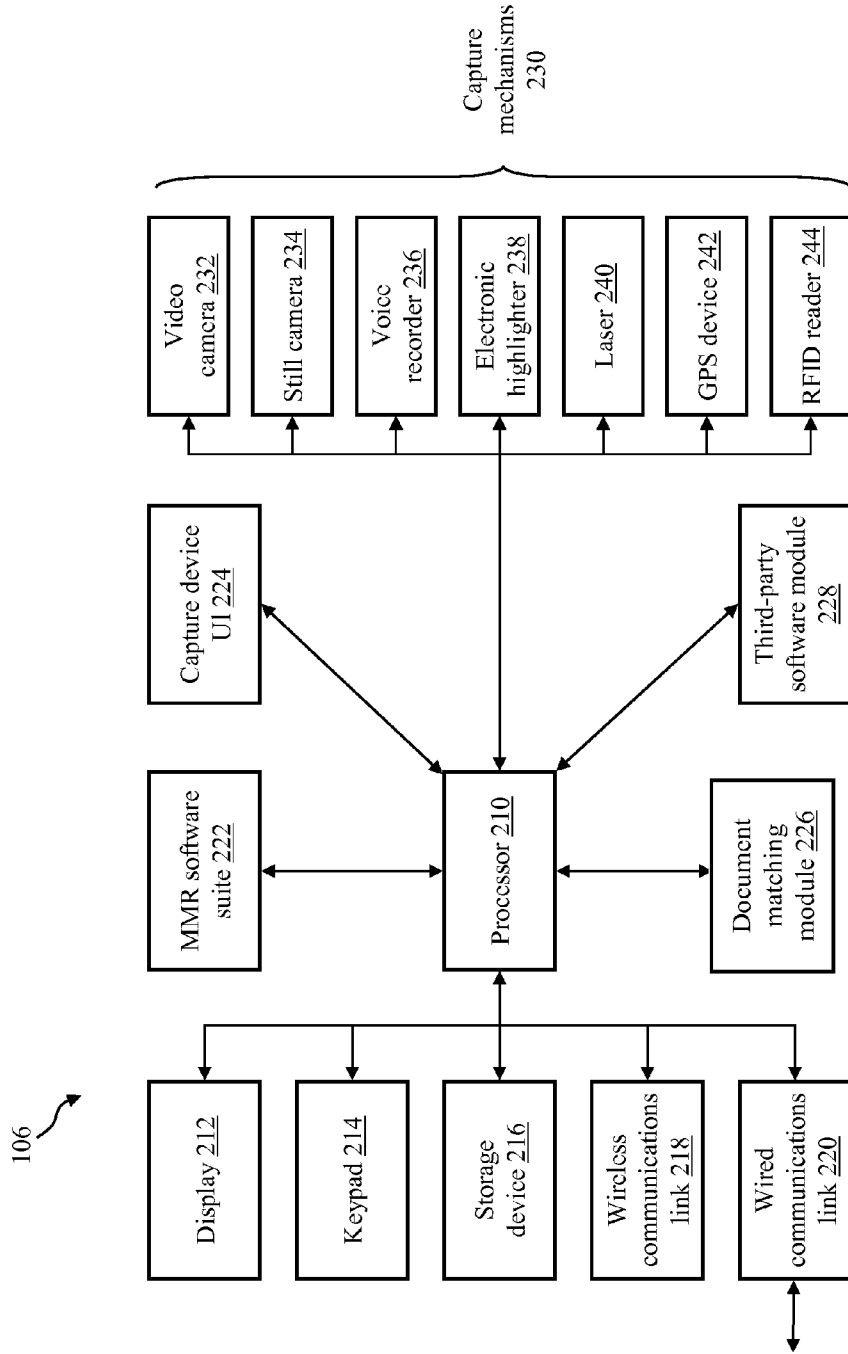 106
Display 212
Keypad 214
Storage
device 216
Wireless
communications
link 218
Wired
communications
link 220
MMR software
suite 222
Processor 210
Document
matching
module 226
Capture device
UI 224
Third-party
software module
228
Video
camera 232
Still camera 234
Voice
recorder 236
Electronic
highlighter 238
Laser 240
GPS device 242
RFID reader 244
Capture
mechanisms
230